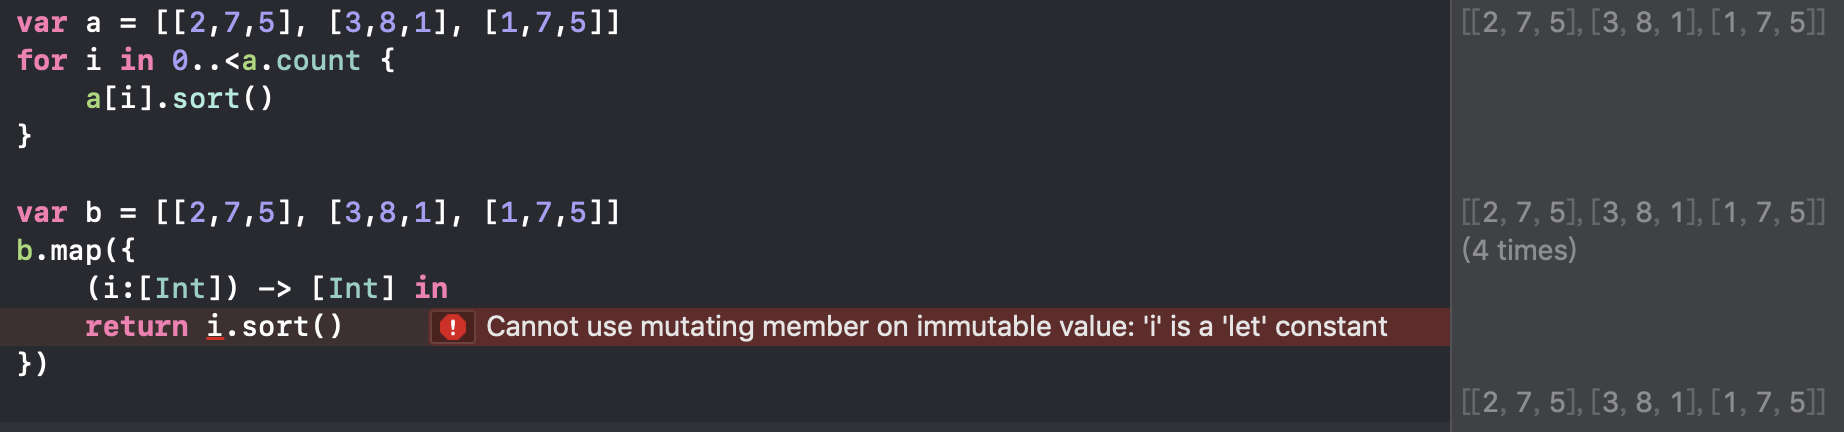 var a = [[2,7,5], [3,8,1], [1,7,5]]
[[2, 7, 5], [3, 8, 1], [1, 7, 5]]
for i in 0..<a.count {
    a[i].sort()
}
var b = [[2,7,5], [3,8,1], [1,7,5]]
[[2, 7, 5], [3, 8, 1], [1, 7, 5]]
b.map({
(4 times)
    (i:[Int]) -> [Int] in
    return i.sort()
Cannot use mutating member on immutable value: 'i' is a 'let' constant
})
[[2, 7, 5], [3, 8, 1], [1, 7, 5]]